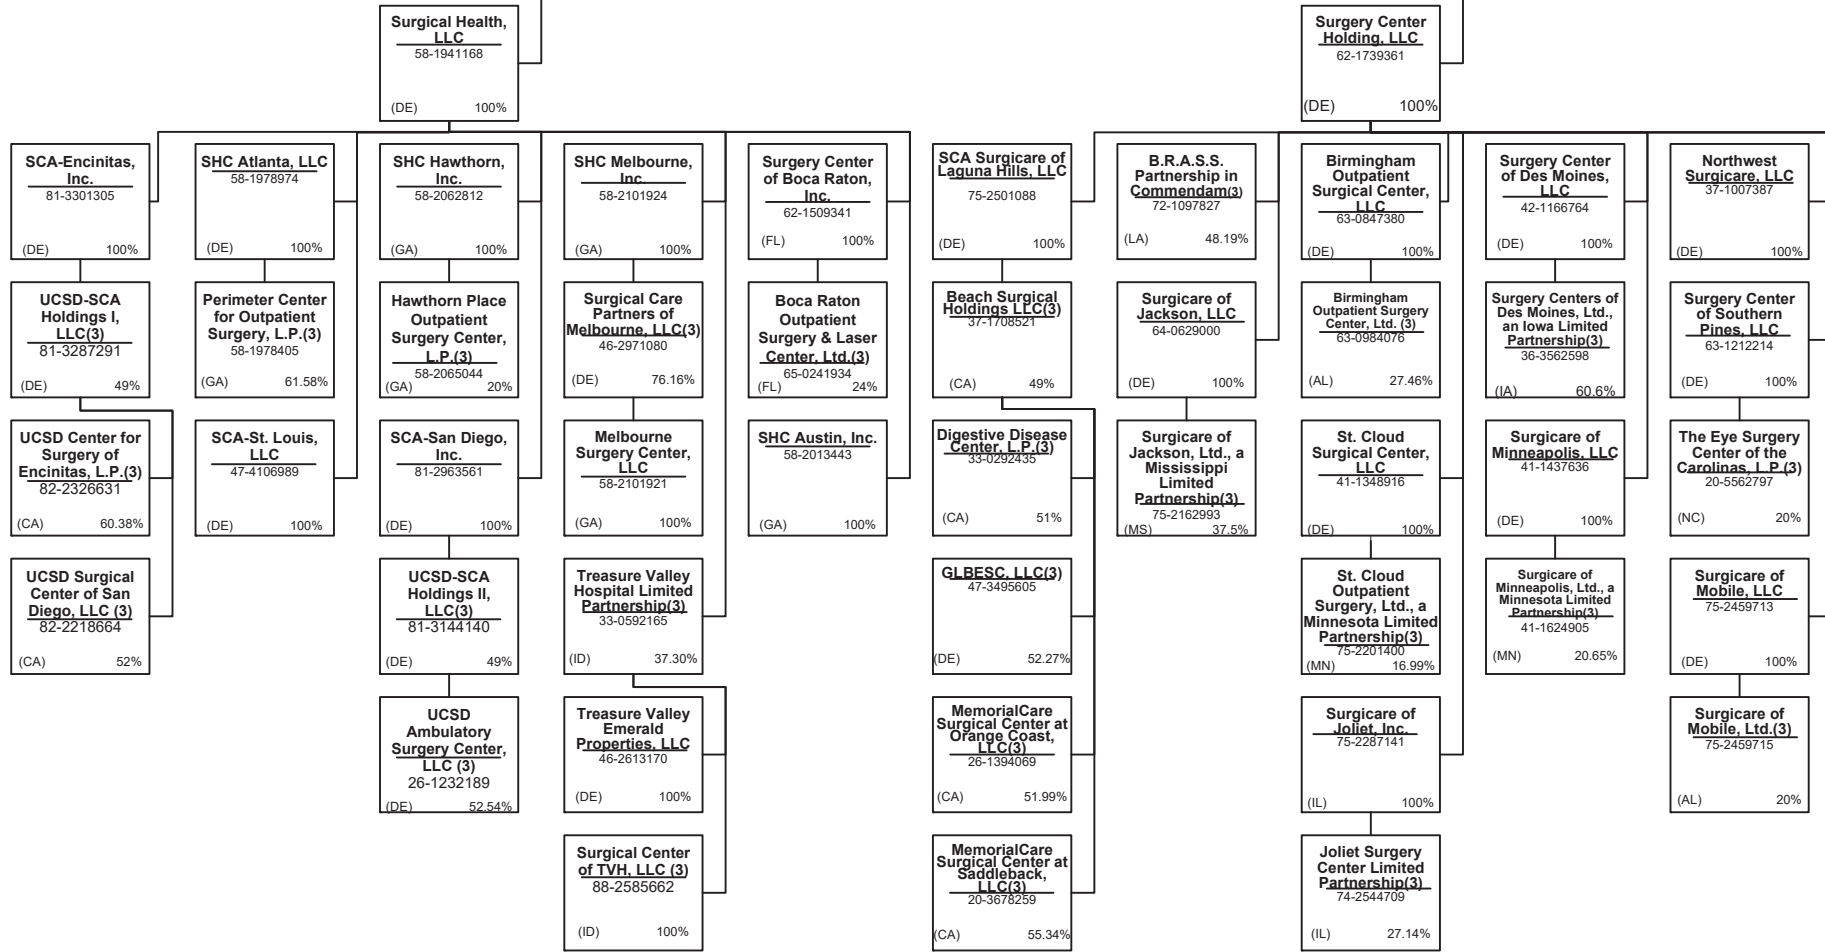 Surgical Health,
LLC
58-1941168
(DE) 100%
Surgery Center
Holding, LLC
62-1739361
(DE) 100%
SCA-Encinitas,
Inc.
81-3301305
(DE) 100%
SHC Atlanta, LLC
58-1978974
(DE) 100%
SHC Hawthorn,
Inc.
58-2062812
(GA) 100%
SHC Melbourne,
Inc.
58-2101924
(GA) 100%
Surgery Center
of Boca Raton,
Inc.
62-1509341
(FL) 100%
SCA Surgicare of
Laguna Hills, LLC
75-2501088
(DE) 100%
B.R.A.S.S.
Partnership in
Commendam(3)
72-1097827
(LA) 48.19%
Birmingham
Outpatient
Surgical Center,
LLC
63-0847380
(DE) 100%
Surgery Center
of Des Moines,
LLC
42-1166764
(DE) 100%
Northwest
Surgicare, LLC
37-1007387
(DE) 100%
UCSD-SCA
Holdings I,
LLC(3)
81-3287291
(DE) 49%
Perimeter Center
for Outpatient
Surgery, L.P.(3)
58-1978405
(GA) 61.58%
Hawthorn Place
Outpatient
Surgery Center,
L.P.(3)
58-2065044
(GA) 20%
Surgical Care
Partners of
Melbourne, LLC(3)
46-2971080
(DE) 76.16%
Boca Raton
Outpatient
Surgery & Laser
Center, Ltd.(3)
65-0241934
(FL) 24%
Beach Surgical
Holdings LLC(3)
37-1708521
(CA) 49%
Surgicare of
Jackson, LLC
64-0629000
(DE) 100%
Birmingham
Outpatient Surgery
Center, Ltd. (3)
63-0984076
(AL) 27.46%
Surgery Centers of
Des Moines, Ltd.,
an Iowa Limited
Partnership(3)
36-3562598
(IA) 60.6%
Surgery Center
of Southern
Pines, LLC
63-1212214
(DE) 100%
UCSD Center for
Surgery of
Encinitas, L.P.(3)
82-2326631
(CA) 60.38%
SCA-St. Louis,
LLC
47-4106989
(DE) 100%
SCA-San Diego,
Inc.
81-2963561
(DE) 100%
Melbourne
Surgery Center,
LLC
58-2101921
(GA) 100%
SHC Austin, Inc.
58-2013443
(GA) 100%
Digestive Disease
Center, L.P.(3)
33-0292435
(CA) 51%
Surgicare of
Jackson, Ltd., a
Mississippi
Limited
Partnership(3)
75-2162993
(MS) 37.5%
St. Cloud
Surgical Center,
LLC
41-1348916
(DE) 100%
Surgicare of
Minneapolis, LLC
41-1437636
(DE) 100%
The Eye Surgery
Center of the
Carolinas, L.P.(3)
20-5562797
(NC) 20%
UCSD Surgical
Center of San
Diego, LLC (3)
82-2218664
(CA) 52%
UCSD-SCA
Holdings II,
LLC(3)
81-3144140
(DE) 49%
Treasure Valley
Hospital Limited
Partnership(3)
33-0592165
(ID) 37.30%
GLBESC, LLC(3)
47-3495605
(DE) 52.27%
St. Cloud
Outpatient
Surgery, Ltd., a
Minnesota Limited
Partnership(3)
75-2201400
(MN) 16.99%
Surgicare of
Minneapolis, Ltd., a
Minnesota Limited
Partnership(3)
41-1624905
(MN) 20.65%
Surgicare of
Mobile, LLC
75-2459713
(DE) 100%
UCSD
Ambulatory
Surgery Center,
LLC (3)
26-1232189
(DE) 52.54%
Treasure Valley
Emerald
Properties, LLC
46-2613170
(DE) 100%
MemorialCare
Surgical Center at
Orange Coast,
LLC(3)
26-1394069
(CA) 51.99%
Surgicare of
Joliet, Inc.
75-2287141
(IL) 100%
Surgicare of
Mobile, Ltd.(3)
75-2459715
(AL) 20%
Surgical Center
of TVH, LLC (3)
88-2585662
(ID) 100%
MemorialCare
Surgical Center at
Saddleback,
LLC(3)
20-3678259
(CA) 55.34%
Joliet Surgery
Center Limited
Partnership(3)
74-2544709
(IL) 27.14%